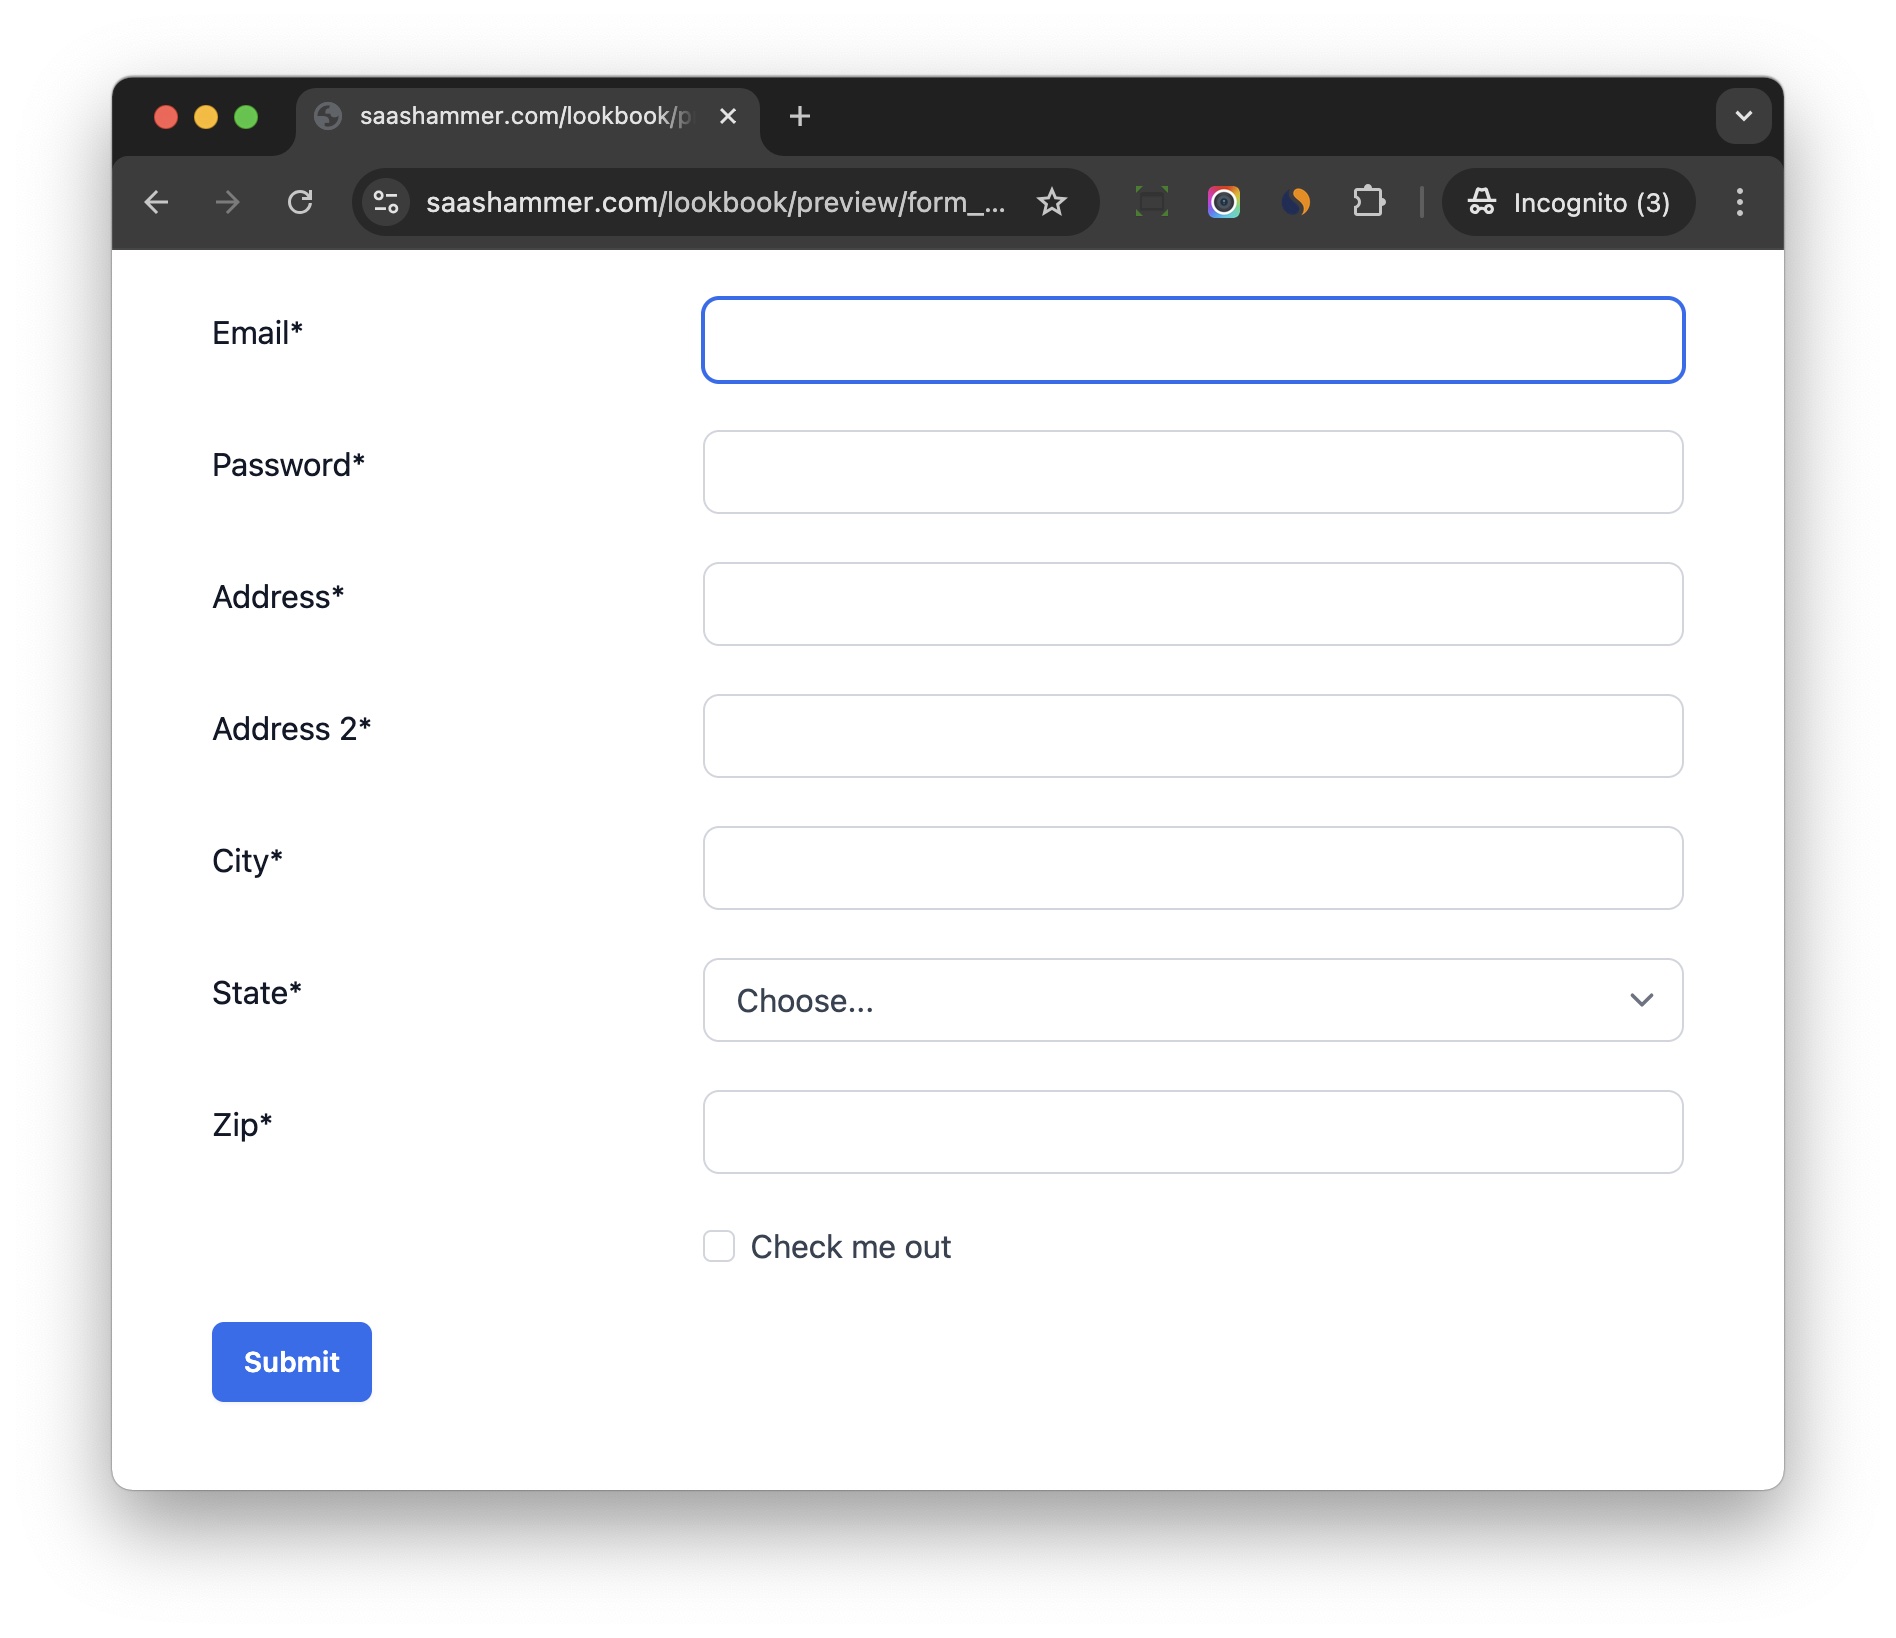 saashammer.com/lookbook/p
saashammer.com/lookbook/preview/form_...
Incognito (3)
Email*
Password*
Address*
Address 2*
City*
State*
Choose...
Zip*
Check me out
Submit